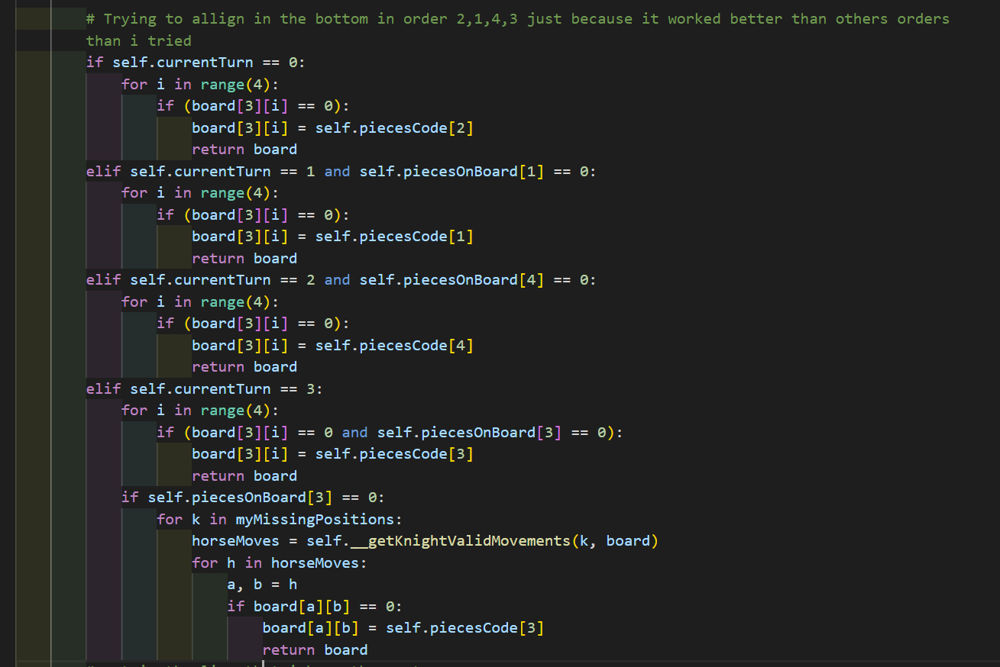 # Trying to allign in the bottom in order 2,1,4,3 just because it worked better than others orders
than i tried
if self.currentTurn == 0:
    for i in range(4):
        if (board[3][i] == 0):
            board[3][i] = self.piecesCode[2]
            return board
elif self.currentTurn == 1 and self.piecesOnBoard[1] == 0:
    for i in range(4):
        if (board[3][i] == 0):
            board[3][i] = self.piecesCode[1]
            return board
elif self.currentTurn == 2 and self.piecesOnBoard[4] == 0:
    for i in range(4):
        if (board[3][i] == 0):
            board[3][i] = self.piecesCode[4]
            return board
elif self.currentTurn == 3:
    for i in range(4):
        if (board[3][i] == 0 and self.piecesOnBoard[3] == 0):
            board[3][i] = self.piecesCode[3]
            return board
    if self.piecesOnBoard[3] == 0:
        for k in myMissingPositions:
            horseMoves = self.__getKnightValidMovements(k, board)
            for h in horseMoves:
                a, b = h
                if board[a][b] == 0:
                    board[a][b] = self.piecesCode[3]
                    return board